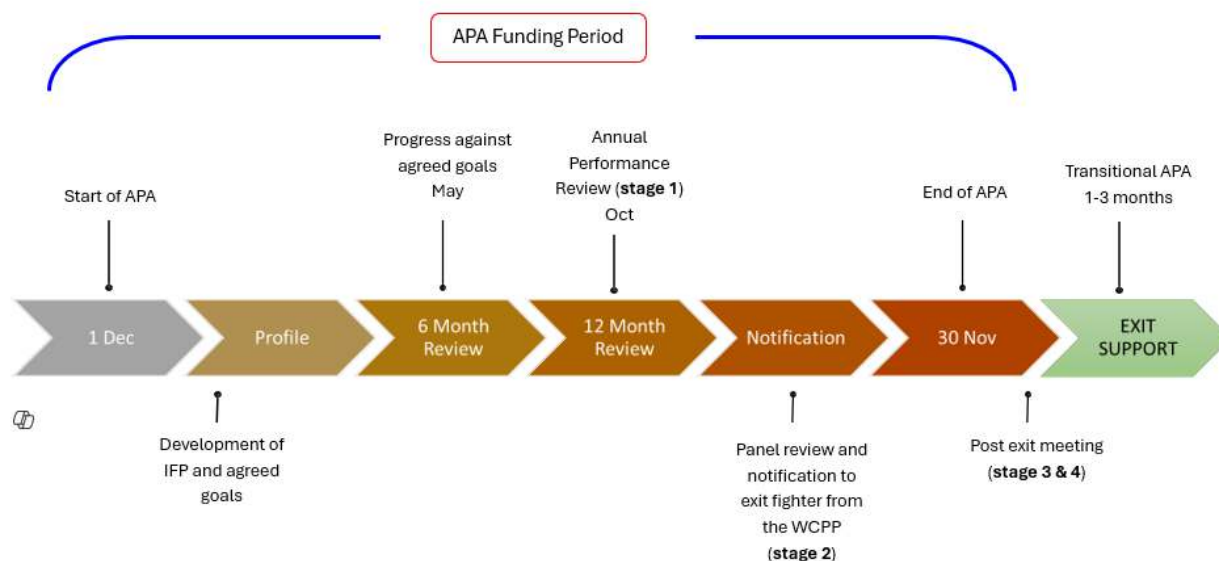 APA Funding Period
Progress against
agreed goals
May
Annual
Performance
Review (stage 1)
Oct
Transitional APA
1-3 months
Start of APA
End of APA
1 Dec
Profile
6 Month
Review
12 Month
Review
Notification
30 Nov
EXIT
SUPPORT
Development of
IFP and agreed
goals
Panel review and
notification to
exit fighter from
the WCPP
(stage 2)
Post exit meeting
(stage 3 & 4)